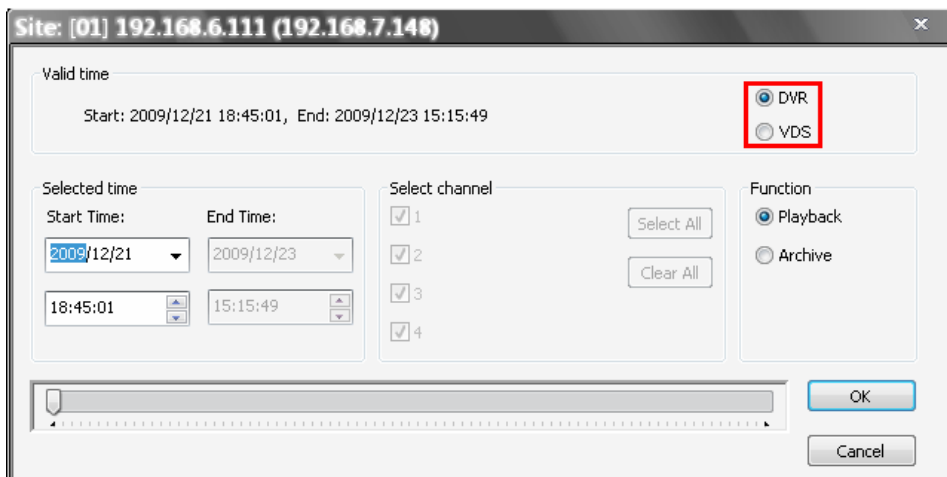 Site: [01] 192.168.6.111 (192.168.7.148)
Valid time
Start: 2009/12/21 18:45:01, End: 2009/12/23 15:15:49
DVR
VDS
Selected time
Start Time:
End Time:
2009/12/21
2009/12/23
18:45:01
15:15:49
Select channel
1
2
3
4
Select All
Clear All
Function
Playback
Archive
OK
Cancel